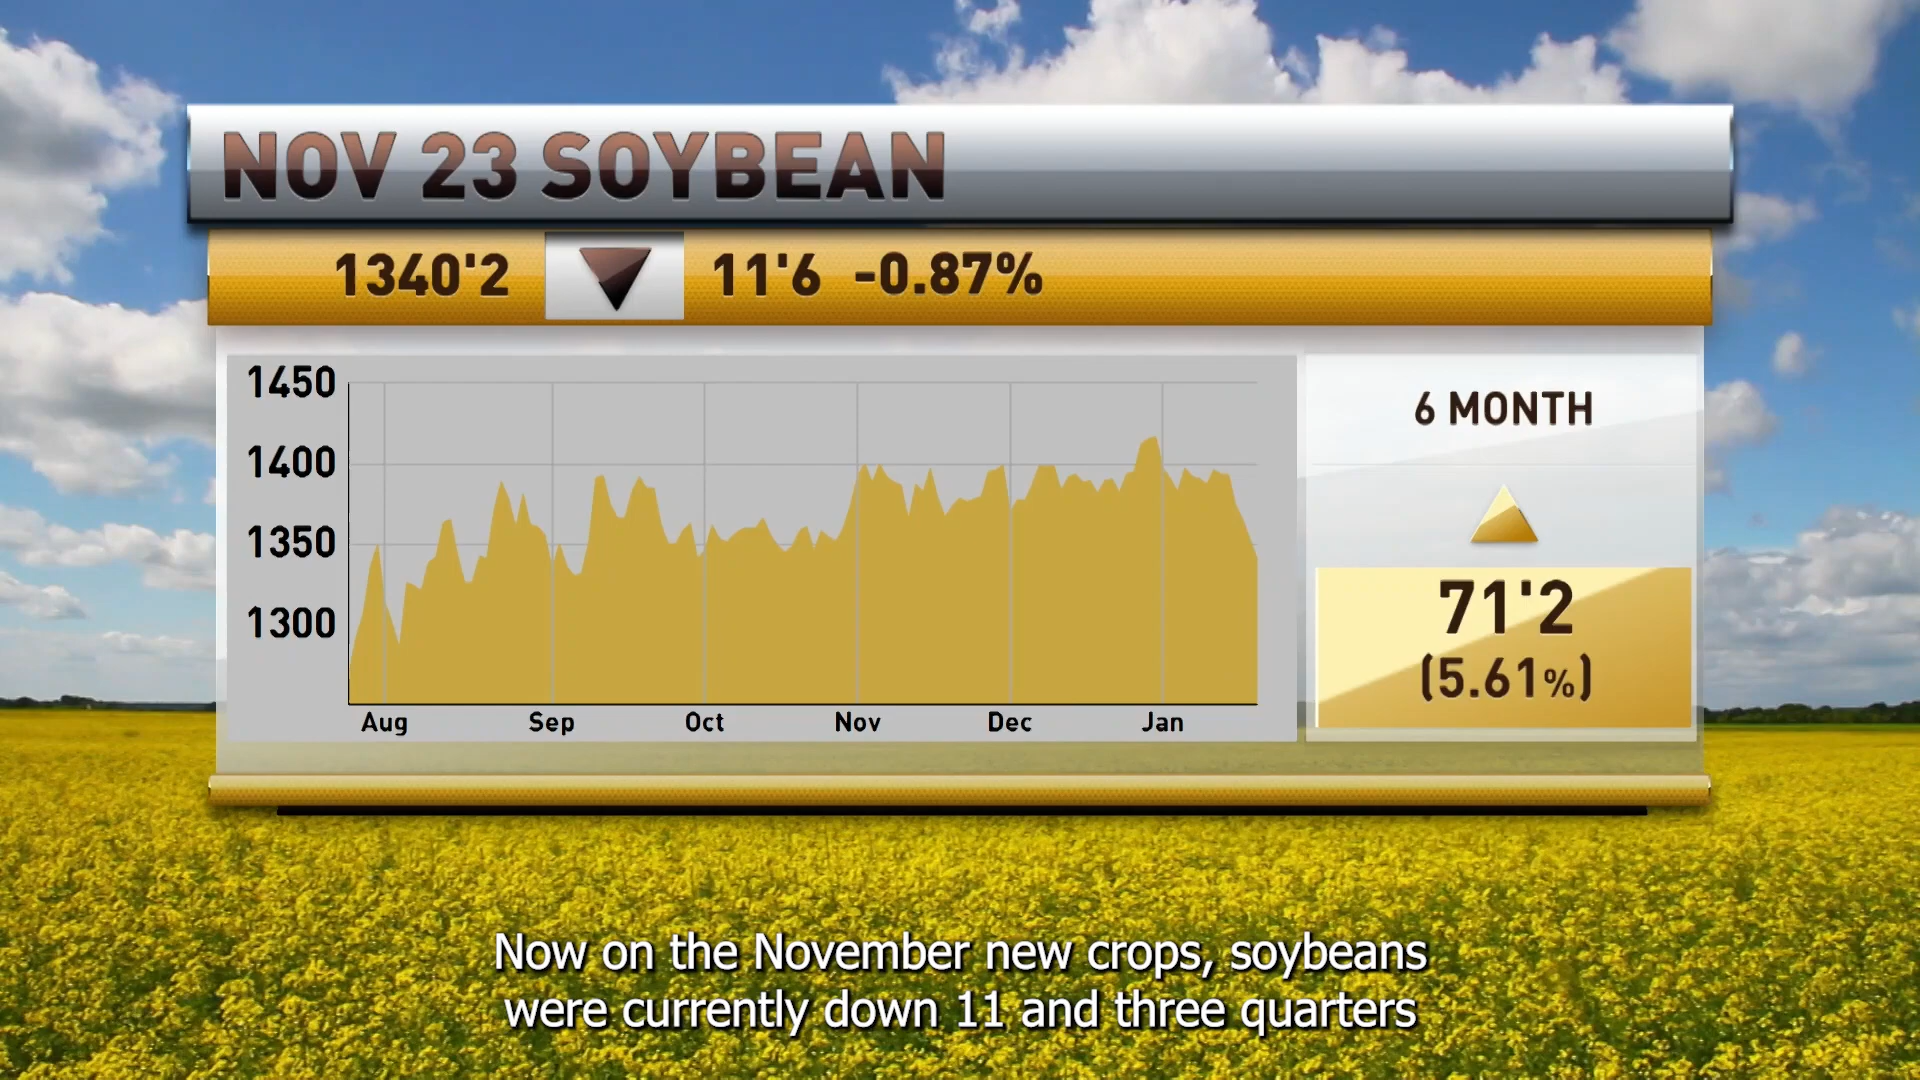 NOV 23 SOYBEAN
1340'2 11'6 -0.87%
1450
1400
1350
1300
Aug Sep Oct Nov Dec Jan
6 MONTH
71'2
(5.61%)
Now on the November new crops, soybeans
were currently down 11 and three quarters